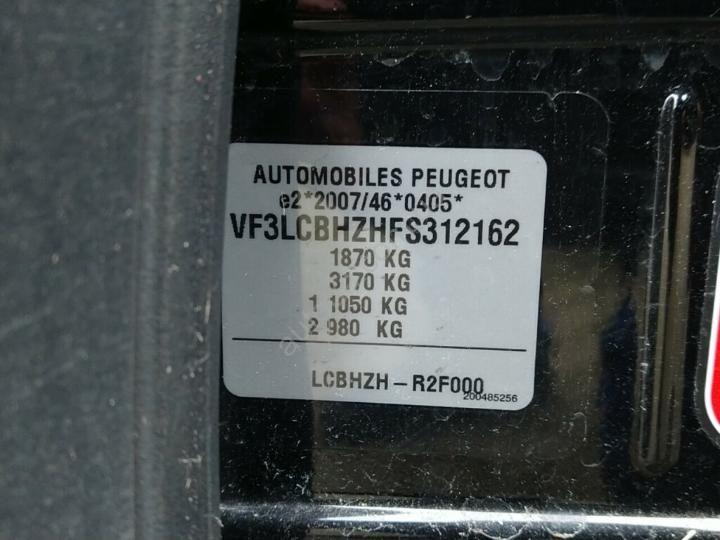 AUTOMOBILES PEUGEOT
e2*2007/46*0405*
VF3LCBHZHFS312162
1870 KG
3170 KG
1 1050 KG
2 980 KG
LCBHZH-R2F000
200485256